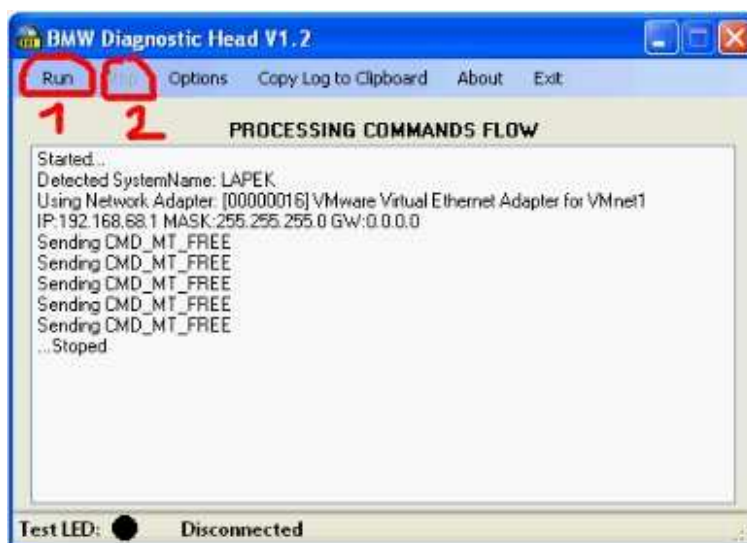 BMW Diagnostic Head V1.2
Run Options Copy Log to Clipboard About Exit
1 2
PROCESSING COMMANDS FLOW
Started...
Detected SystemName: LAPEK
Using Network Adapter: [00000016] VMware Virtual Ethernet Adapter for VMnet1
IP:192.168.68.1 MASK:255.255.255.0 GW:0.0.0.0
Sending CMD_MT_FREE
Sending CMD_MT_FREE
Sending CMD_MT_FREE
Sending CMD_MT_FREE
Sending CMD_MT_FREE
...Stoped
Test LED: Disconnected